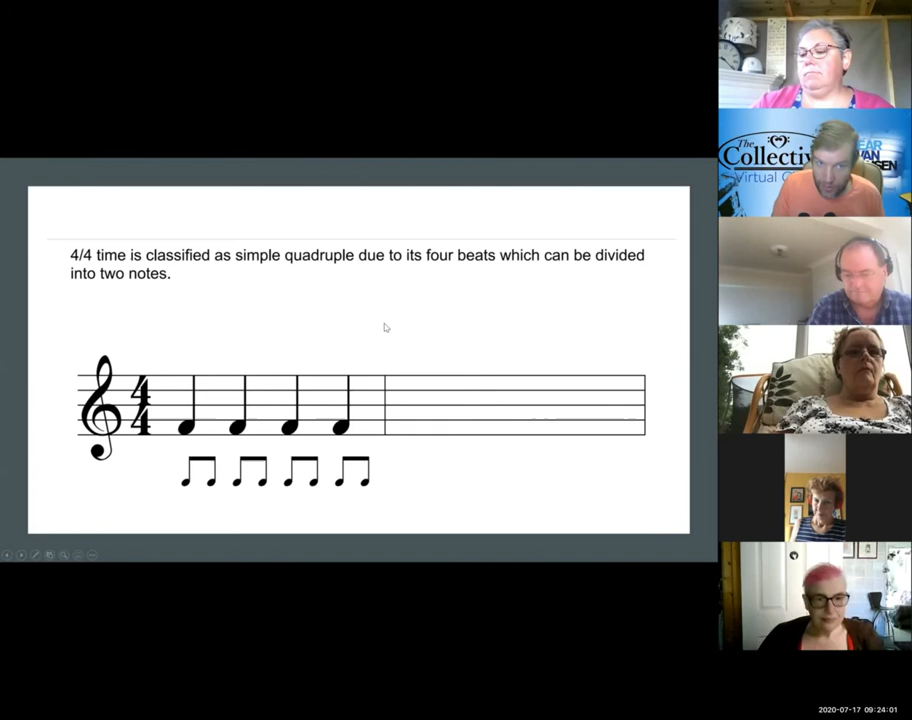 4/4 time is classified as simple quadruple due to its four beats which can be divided
into two notes.
4
4
The
Virtual
2020-07-17 09:24:01